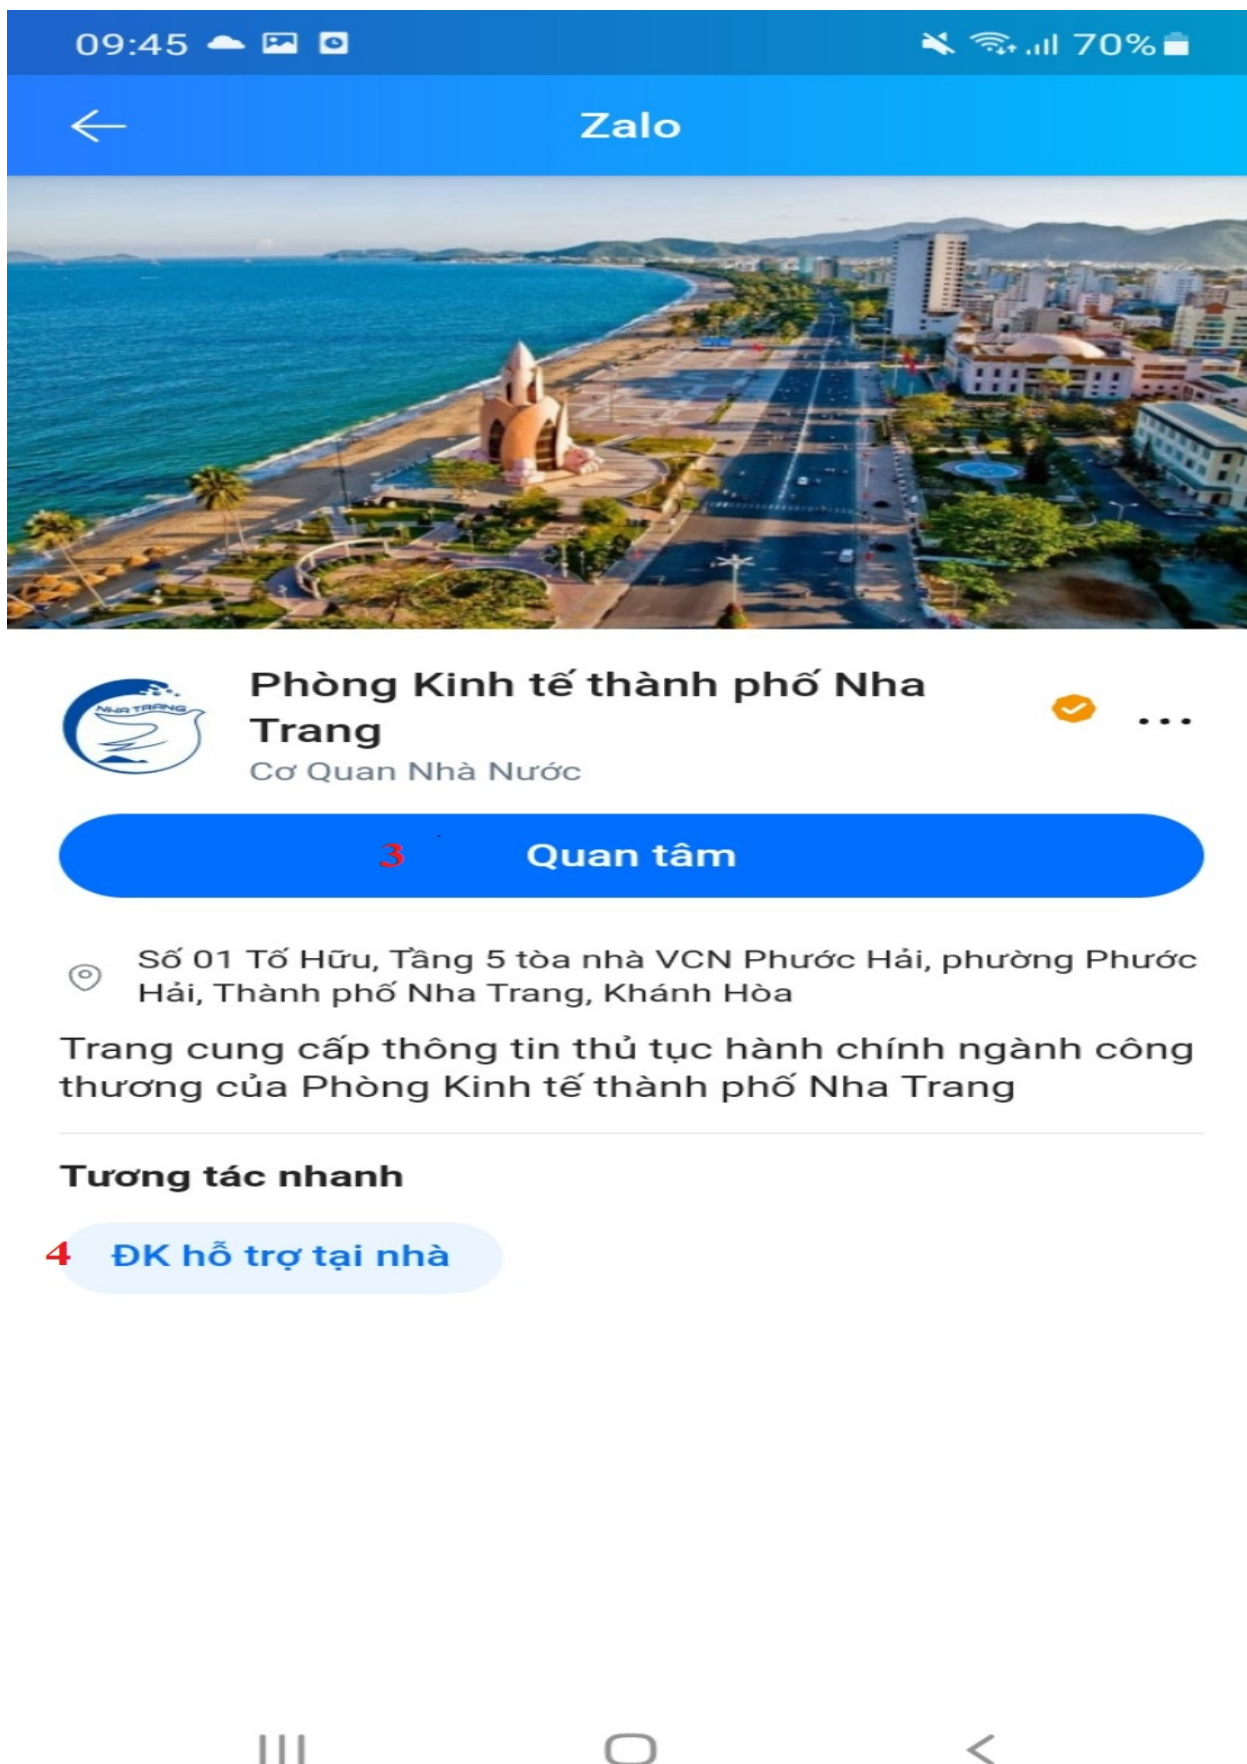 09:45 70%
Zalo
NHA TRANG
Phòng Kinh tế thành phố Nha
Trang
Cơ Quan Nhà Nước
3 Quan tâm
Số 01 Tố Hữu, Tầng 5 tòa nhà VCN Phước Hải, phường Phước
Hải, Thành phố Nha Trang, Khánh Hòa
Trang cung cấp thông tin thủ tục hành chính ngành công
thương của Phòng Kinh tế thành phố Nha Trang
Tương tác nhanh
4 ĐK hỗ trợ tại nhà